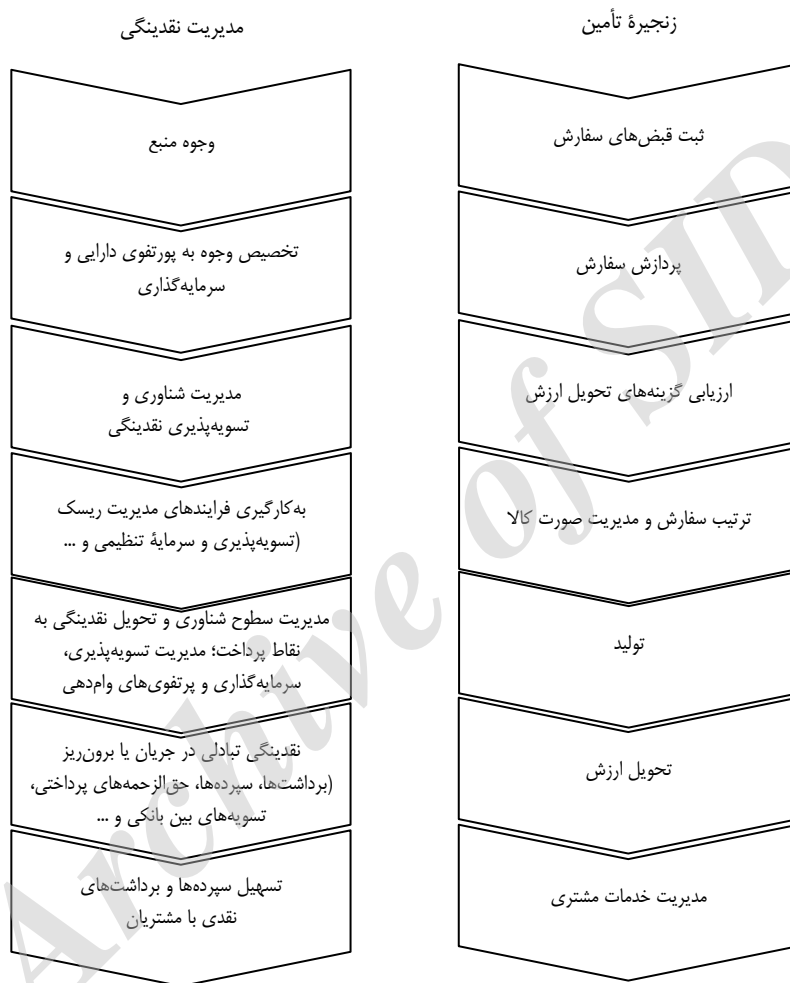 زنجیرهٔ تأمین
ثبت قبض‌های سفارش
پردازش سفارش
ارزیابی گزینه‌های تحویل ارزش
ترتیب سفارش و مدیریت صورت کالا
تولید
تحویل ارزش
مدیریت خدمات مشتری
مدیریت نقدینگی
وجوه منبع
تخصیص وجوه به پورتفوی دارایی و
سرمایه‌گذاری
مدیریت شناوری و
تسویه‌پذیری نقدینگی
به‌کارگیری فرایندهای مدیریت ریسک
(تسویه‌پذیری و سرمایهٔ تنظیمی و ...
مدیریت سطوح شناوری و تحویل نقدینگی به
نقاط پرداخت؛ مدیریت تسویه‌پذیری،
سرمایه‌گذاری و پرتفوی‌های وام‌دهی
نقدینگی تبادلی در جریان یا برون‌ریز
(برداشت‌ها، سپرده‌ها، حق‌الزحمه‌های پرداختی،
تسویه‌های بین بانکی و ...
تسهیل سپرده‌ها و برداشت‌های
نقدی با مشتریان
Archive of SID